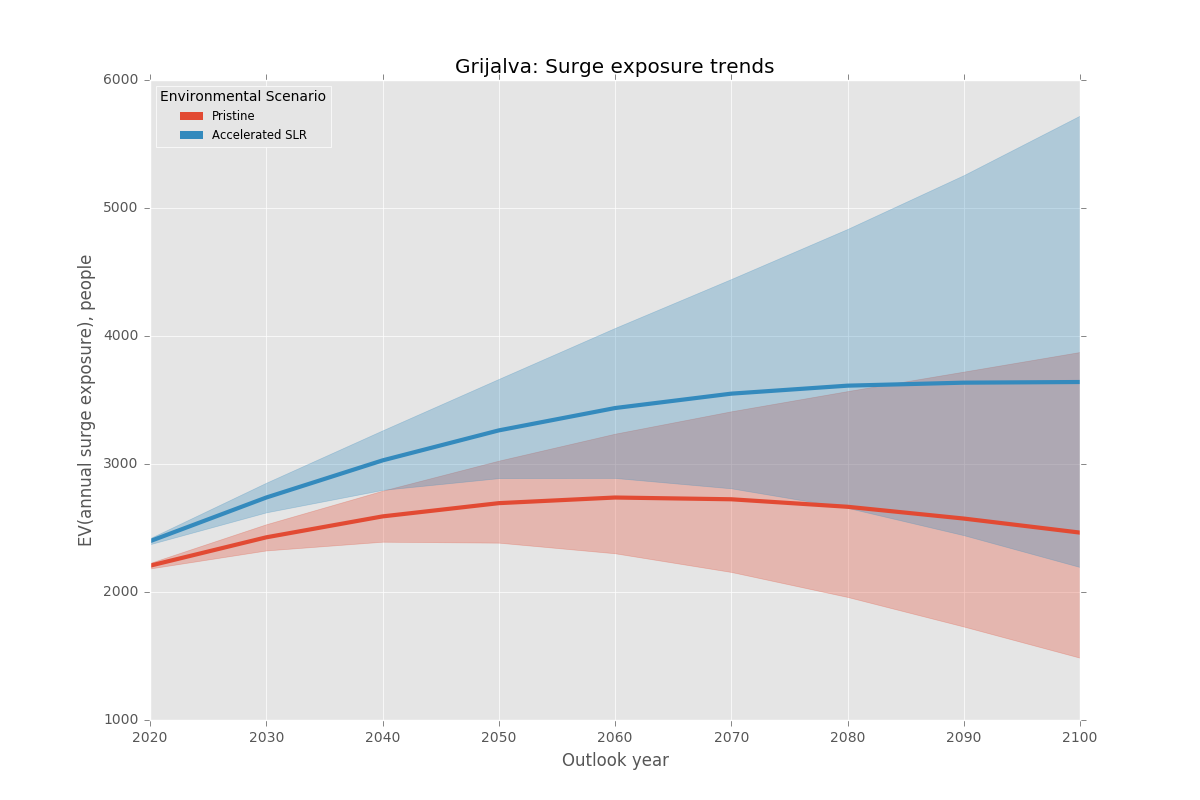 Grijalva: Surge exposure trends
Environmental Scenario
Pristine
Accelerated SLR
EV(annual surge exposure), people
6000
5000
4000
3000
2000
1000
2020 2030 2040 2050 2060 2070 2080 2090 2100
Outlook year